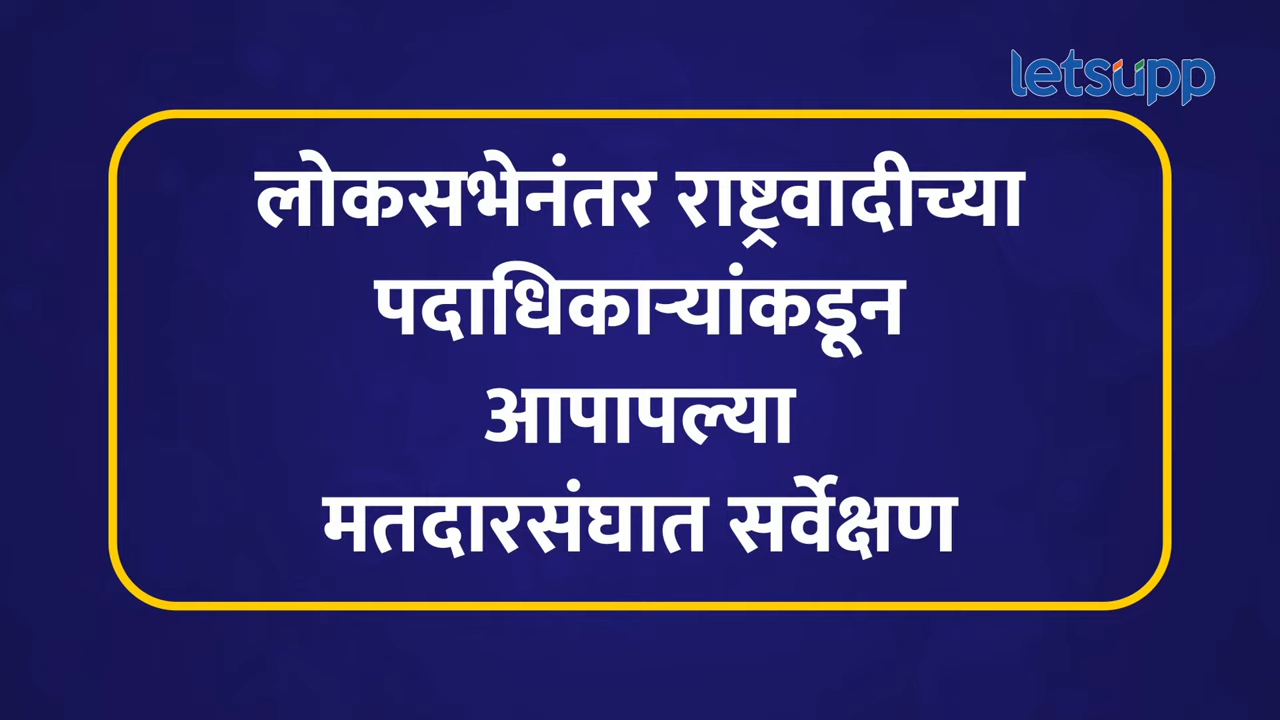 letsupp
लोकसभेनंतर राष्ट्रवादीच्या
पदाधिकाऱ्यांकडून
आपापल्या
मतदारसंघात सर्वेक्षण